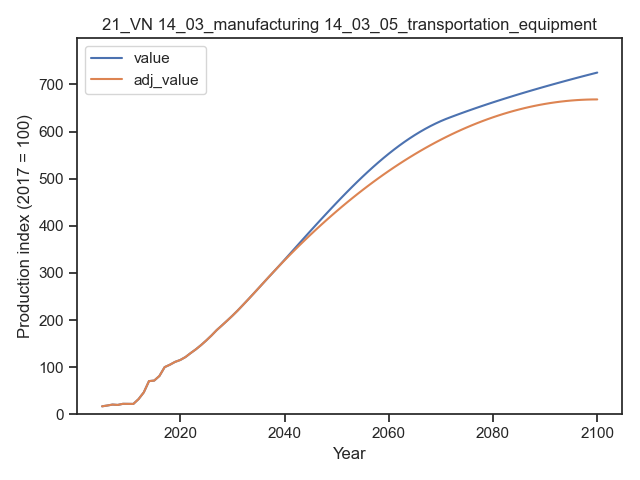 21_VN 14_03_manufacturing 14_03_05_transportation_equipment
value
adj_value
Production index (2017 = 100)
700
600
500
400
300
200
100
0
2020 2040 2060 2080 2100
Year